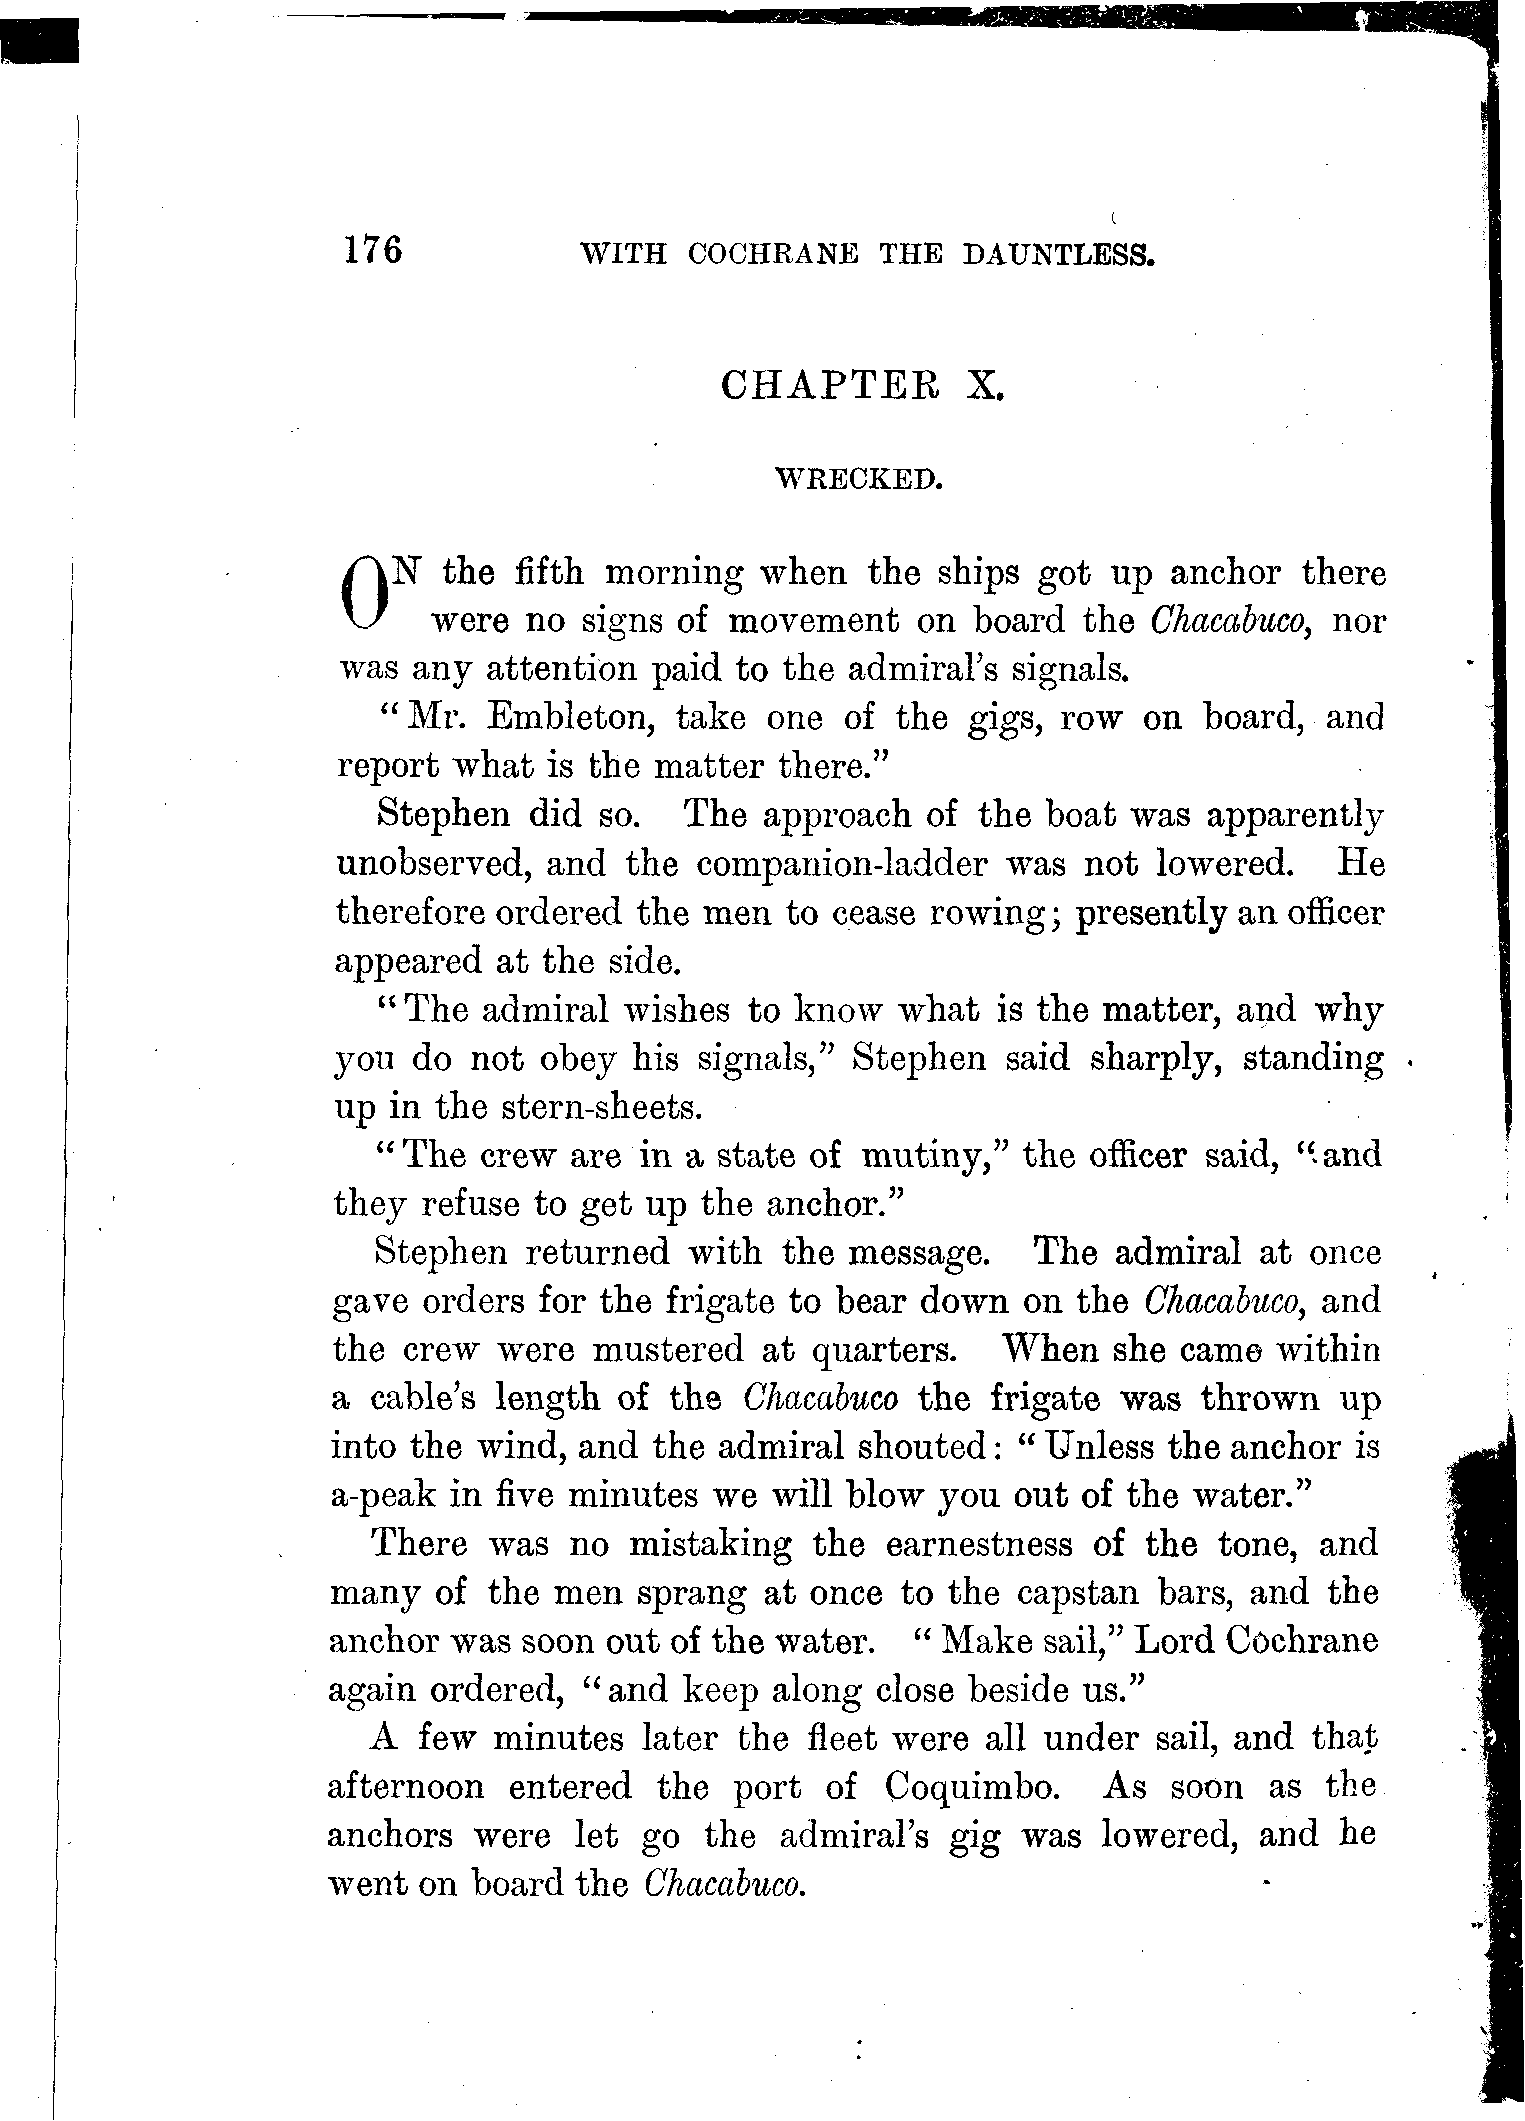 176 WITH COCHRANE THE DAUNTLESS.
CHAPTER X.
WRECKED.
ON the fifth morning when the ships got up anchor there
were no signs of movement on board the Chacabuco, nor
was any attention paid to the admiral's signals.
"Mr. Embleton, take one of the gigs, row on board, and
report what is the matter there."
Stephen did so. The approach of the boat was apparently
unobserved, and the companion-ladder was not lowered. He
therefore ordered the men to cease rowing; presently an officer
appeared at the side.
"The admiral wishes to know what is the matter, and why
you do not obey his signals," Stephen said sharply, standing
up in the stern-sheets.
"The crew are in a state of mutiny," the officer said, "and
they refuse to get up the anchor."
Stephen returned with the message. The admiral at once
gave orders for the frigate to bear down on the Chacabuco, and
the crew were mustered at quarters. When she came within
a cable's length of the Chacabuco the frigate was thrown up
into the wind, and the admiral shouted: "Unless the anchor is
a-peak in five minutes we will blow you out of the water."
There was no mistaking the earnestness of the tone, and
many of the men sprang at once to the capstan bars, and the
anchor was soon out of the water. "Make sail," Lord Cochrane
again ordered, "and keep along close beside us."
A few minutes later the fleet were all under sail, and that
afternoon entered the port of Coquimbo. As soon as the
anchors were let go the admiral's gig was lowered, and he
went on board the Chacabuco.